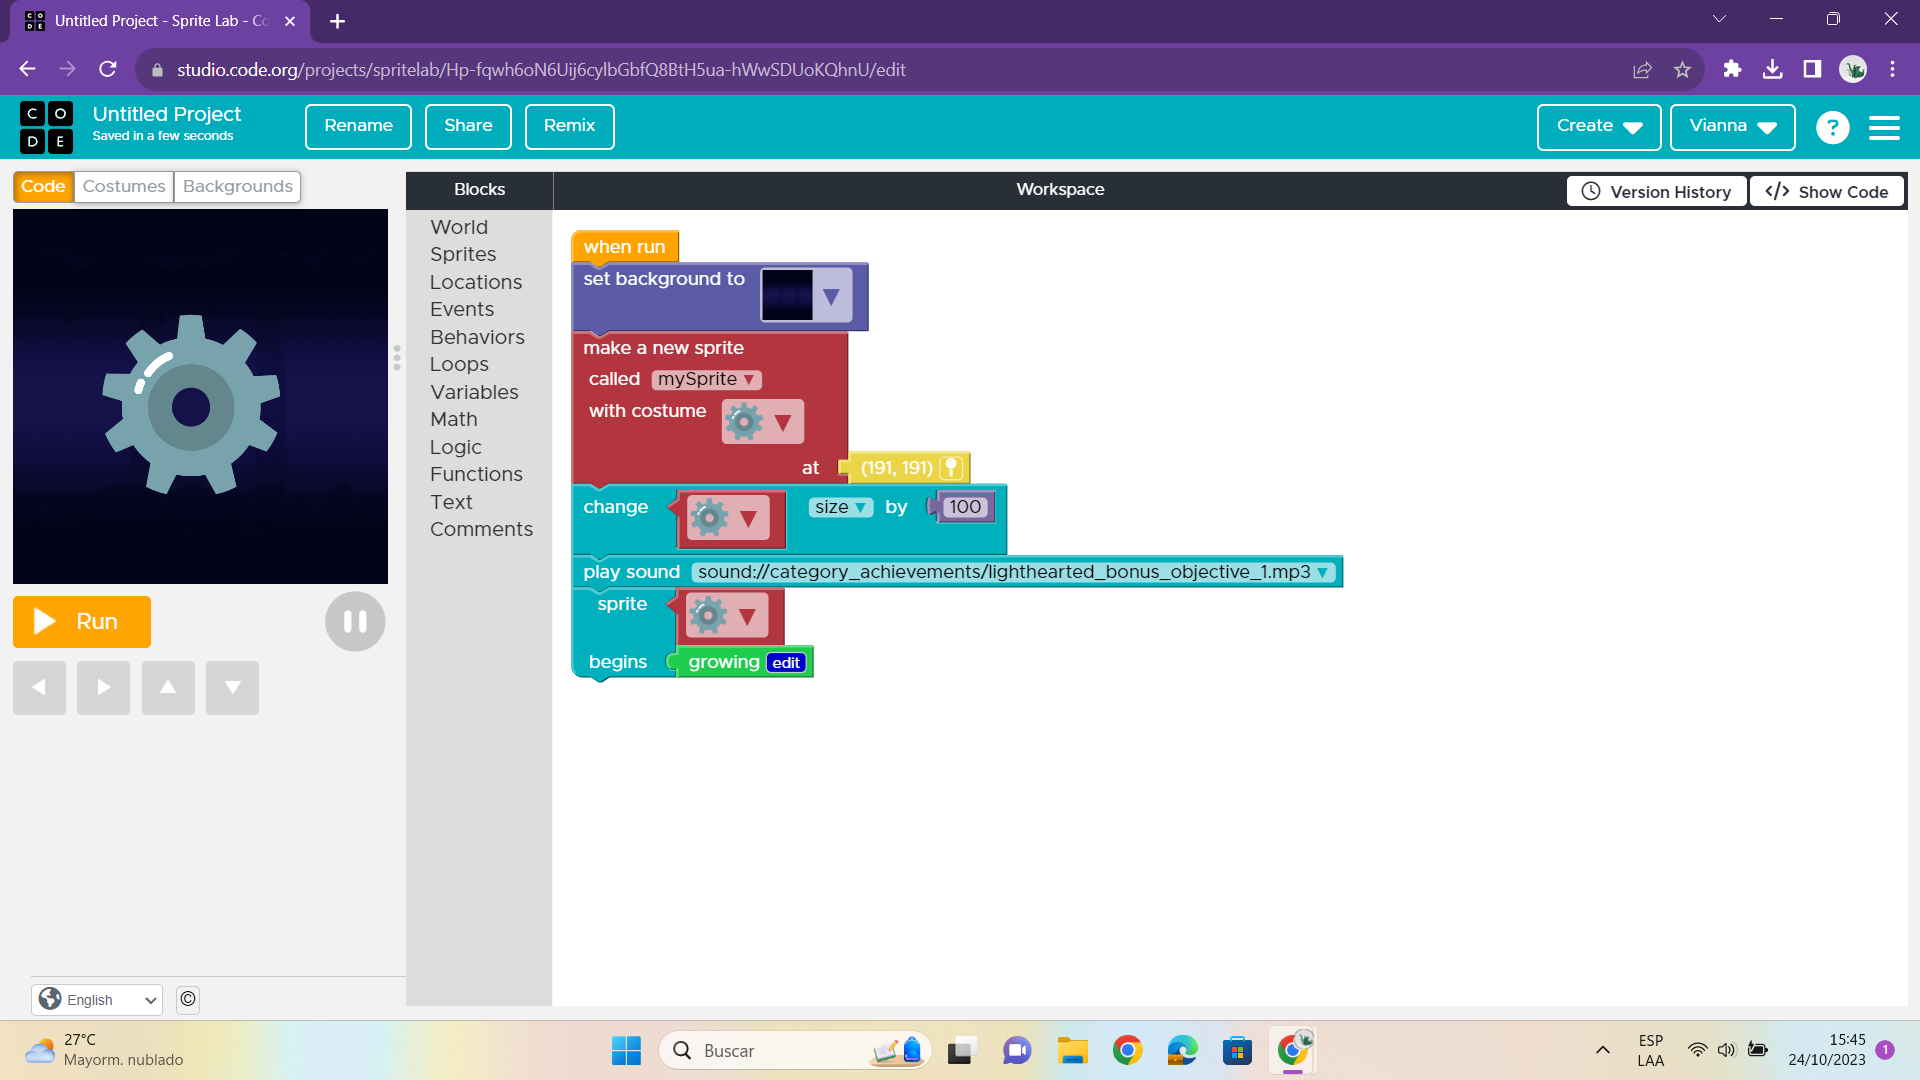 Untitled Project - Sprite Lab - Co
studio.code.org/projects/spritelab/Hp-fqwh6oN6Uij6cylbGbfQ8BtH5ua-hWwSDUoKQhnU/edit
C O
D E
Untitled Project
Saved in a few seconds
Rename
Share
Remix
Create
Vianna
?
Code
Costumes
Backgrounds
Blocks
Workspace
Version History
Show Code
World
Sprites
Locations
Events
Behaviors
Loops
Variables
Math
Logic
Functions
Text
Comments
when run
set background to
make a new sprite
called mySprite
with costume
at (191, 191)
change size by 100
play sound sound://category_achievements/lighthearted_bonus_objective_1.mp3
sprite
begins growing edit
Run
English
©
27°C
Mayorm. nublado
Buscar
ESP
LAA
15:45
24/10/2023
1